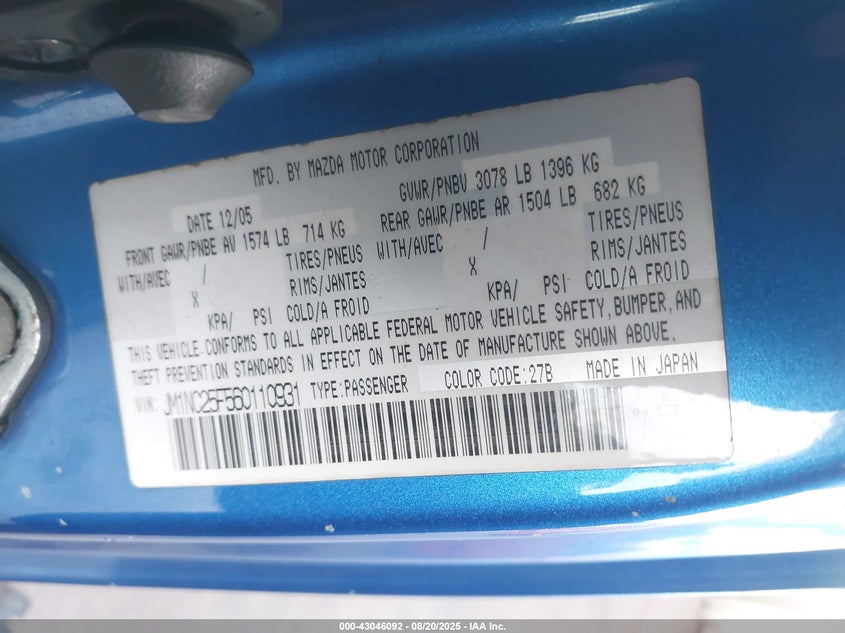 MFD. BY MAZDA MOTOR CORPORATION
DATE 12/05
GVWR/PNBV 3078 LB 1396 KG
FRONT GAWR/PNBE AV 1574 LB 714 KG
REAR GAWR/PNBE AR 1504 LB 682 KG
WITH/AVEC / TIRES/PNEUS
WITH/AVEC / TIRES/PNEUS
X RIMS/JANTES
X RIMS/JANTES
KPA/ PSI COLD/A FROID
KPA/ PSI COLD/A FROID
THIS VEHICLE CONFORMS TO ALL APPLICABLE FEDERAL MOTOR VEHICLE SAFETY, BUMPER, AND
THEFT PREVENTION STANDARDS IN EFFECT ON THE DATE OF MANUFACTURE SHOWN ABOVE.
VIN: JM1NC25F560110931 TYPE:PASSENGER COLOR CODE:27B MADE IN JAPAN
000-43046092 - 08/20/2025 - IAA Inc.